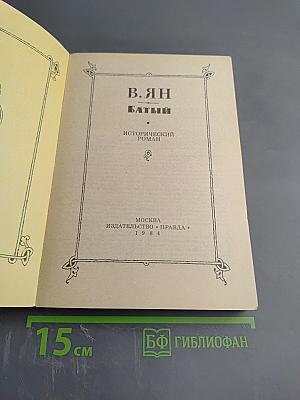 В. ЯН
БАТЫЙ
ИСТОРИЧЕСКИЙ
РОМАН
МОСКВА
ИЗДАТЕЛЬСТВО «ПРАВДА»
1984
15 см
БФ ГИБЛИОФАН